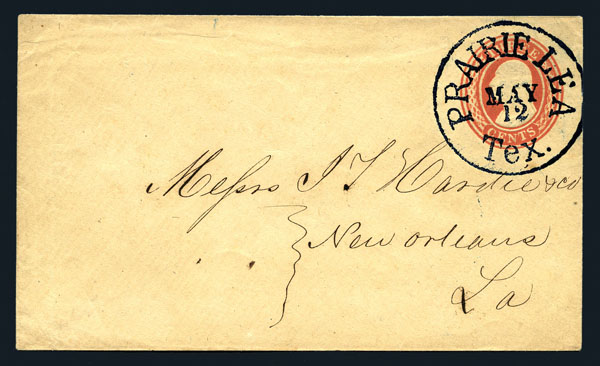 PRAIRIE LEA
MAY
12
Tex.
CENTS
Messrs J T Hardie & co
New orleans
La